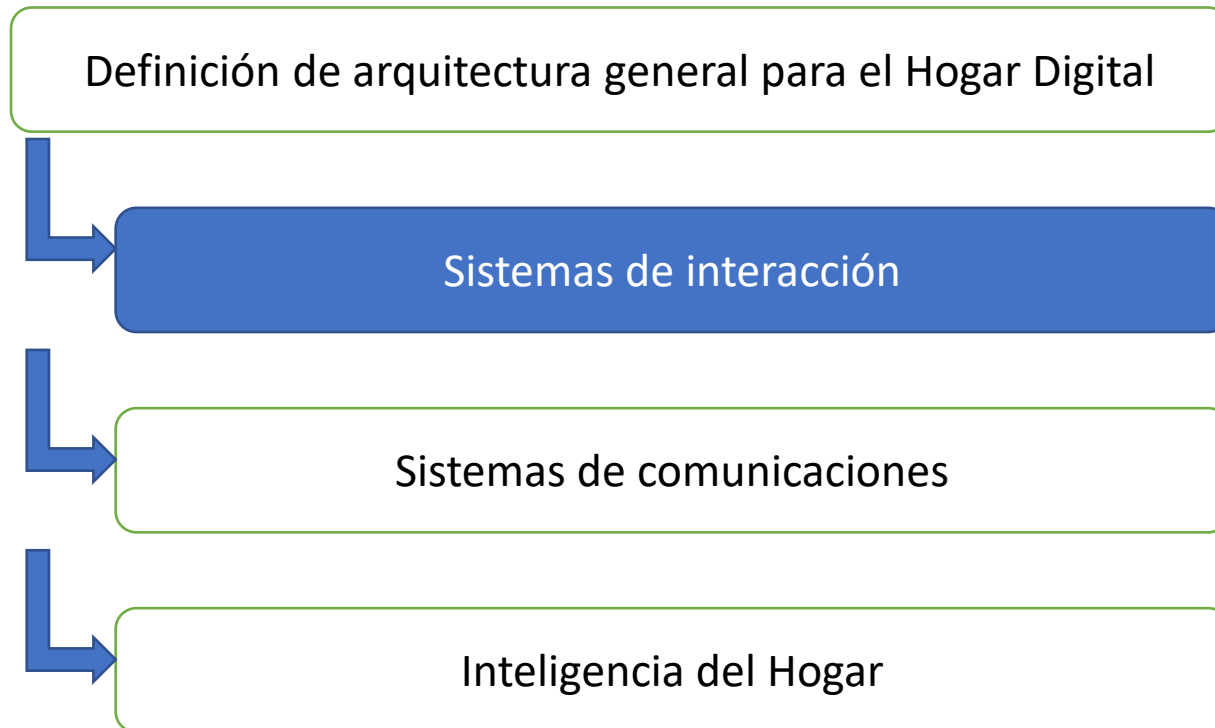 Definición de arquitectura general para el Hogar Digital
Sistemas de interacción
Sistemas de comunicaciones
Inteligencia del Hogar